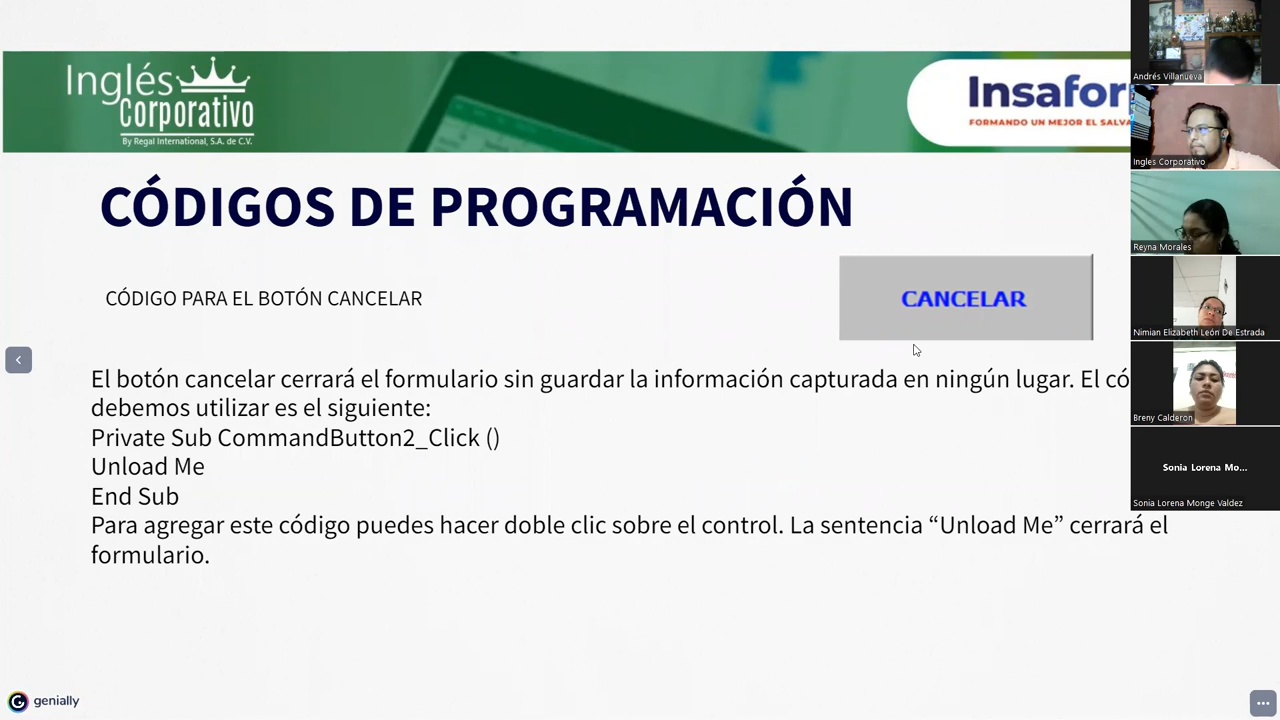 Inglés
Corporativo
By Regal International, S.A. de C.V.
Insafor
FORMANDO UN MEJOR EL SALVA
CÓDIGOS DE PROGRAMACIÓN
CÓDIGO PARA EL BOTÓN CANCELAR
CANCELAR
El botón cancelar cerrará el formulario sin guardar la información capturada en ningún lugar. El có
debemos utilizar es el siguiente:
Private Sub CommandButton2_Click ()
Unload Me
End Sub
Para agregar este código puedes hacer doble clic sobre el control. La sentencia “Unload Me” cerrará el
formulario.
genially
Andrés Villanueva
Ingles Corporativo
Reyna Morales
Nimian Elizabeth León De Estrada
Breny Calderon
Sonia Lorena Mo...
Sonia Lorena Monge Valdez